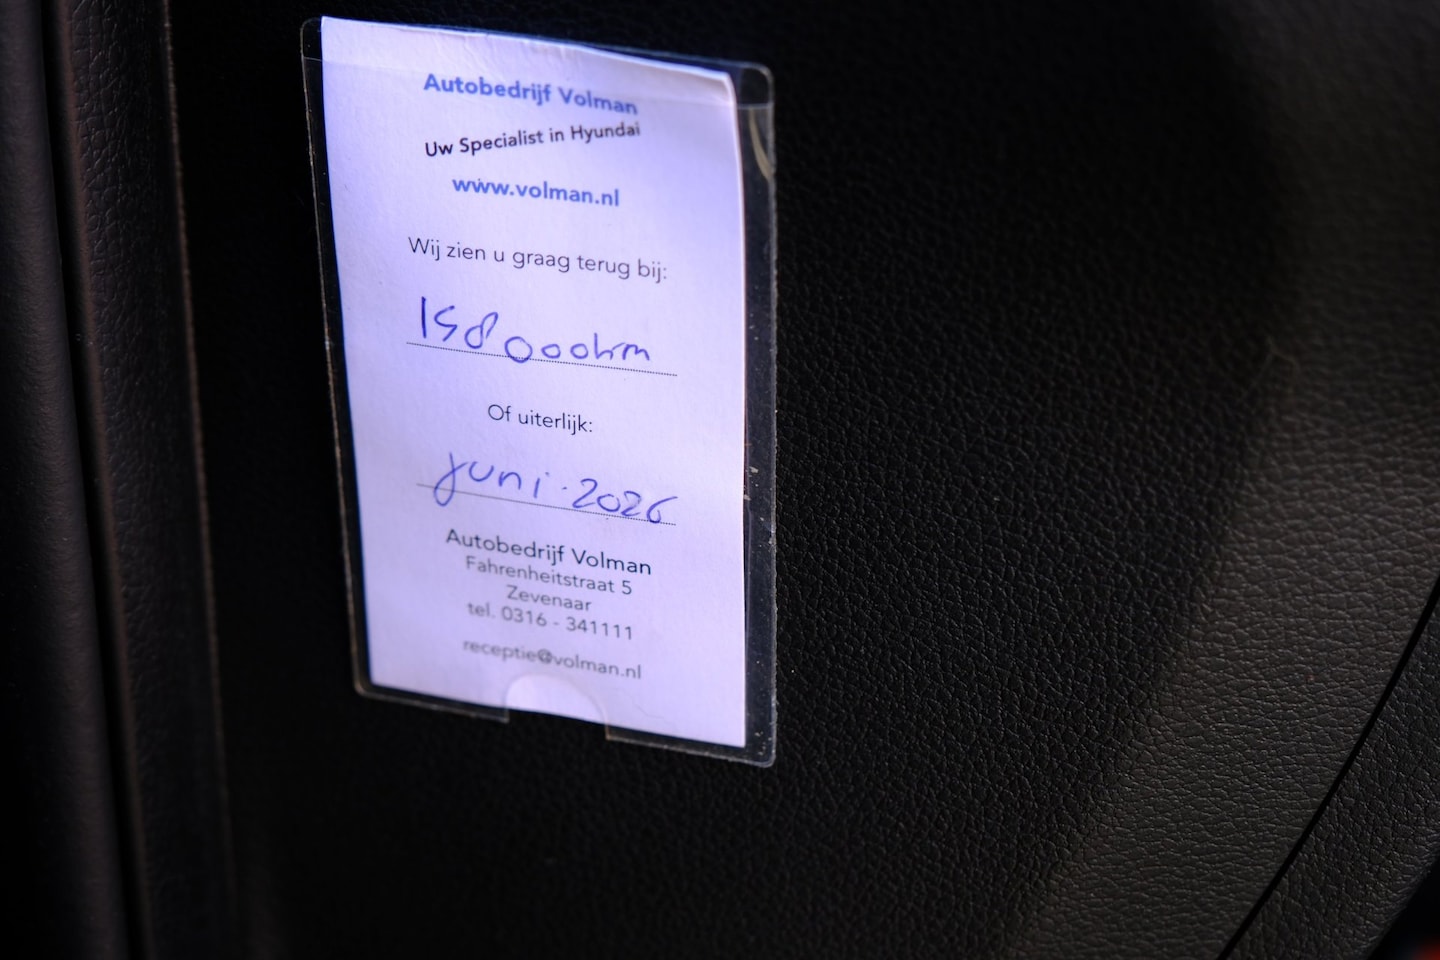 Autobedrijf Volman
Uw Specialist in Hyundai
www.volman.nl
Wij zien u graag terug bij:
158000km
Of uiterlijk:
juni-2026
Autobedrijf Volman
Fahrenheitstraat 5
Zevenaar
tel. 0316 - 341111
receptie@volman.nl